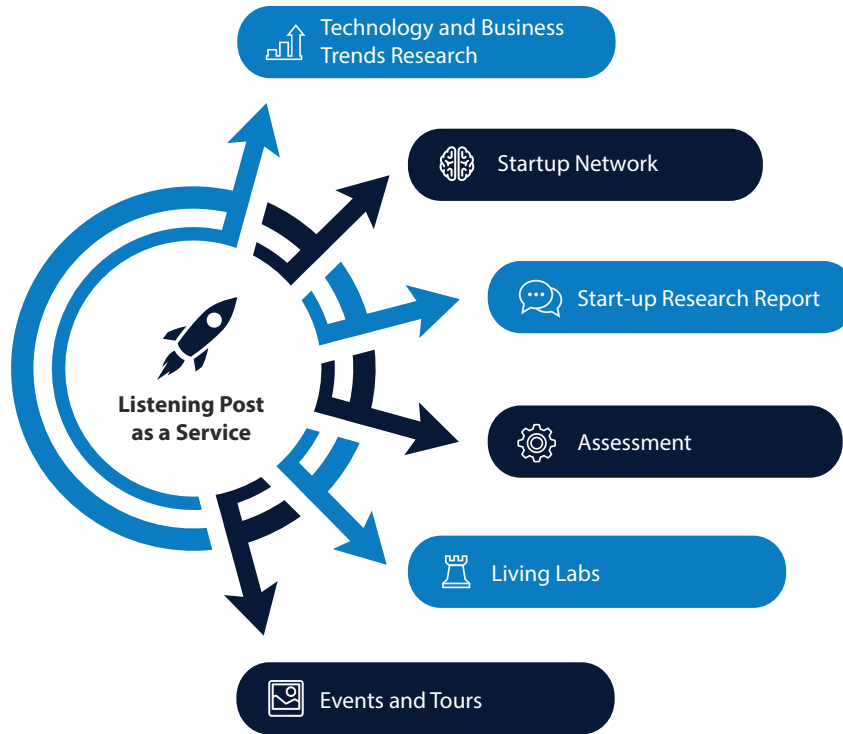 Technology and Business
Trends Research
Startup Network
Start-up Research Report
Listening Post
as a Service
Assessment
Living Labs
Events and Tours